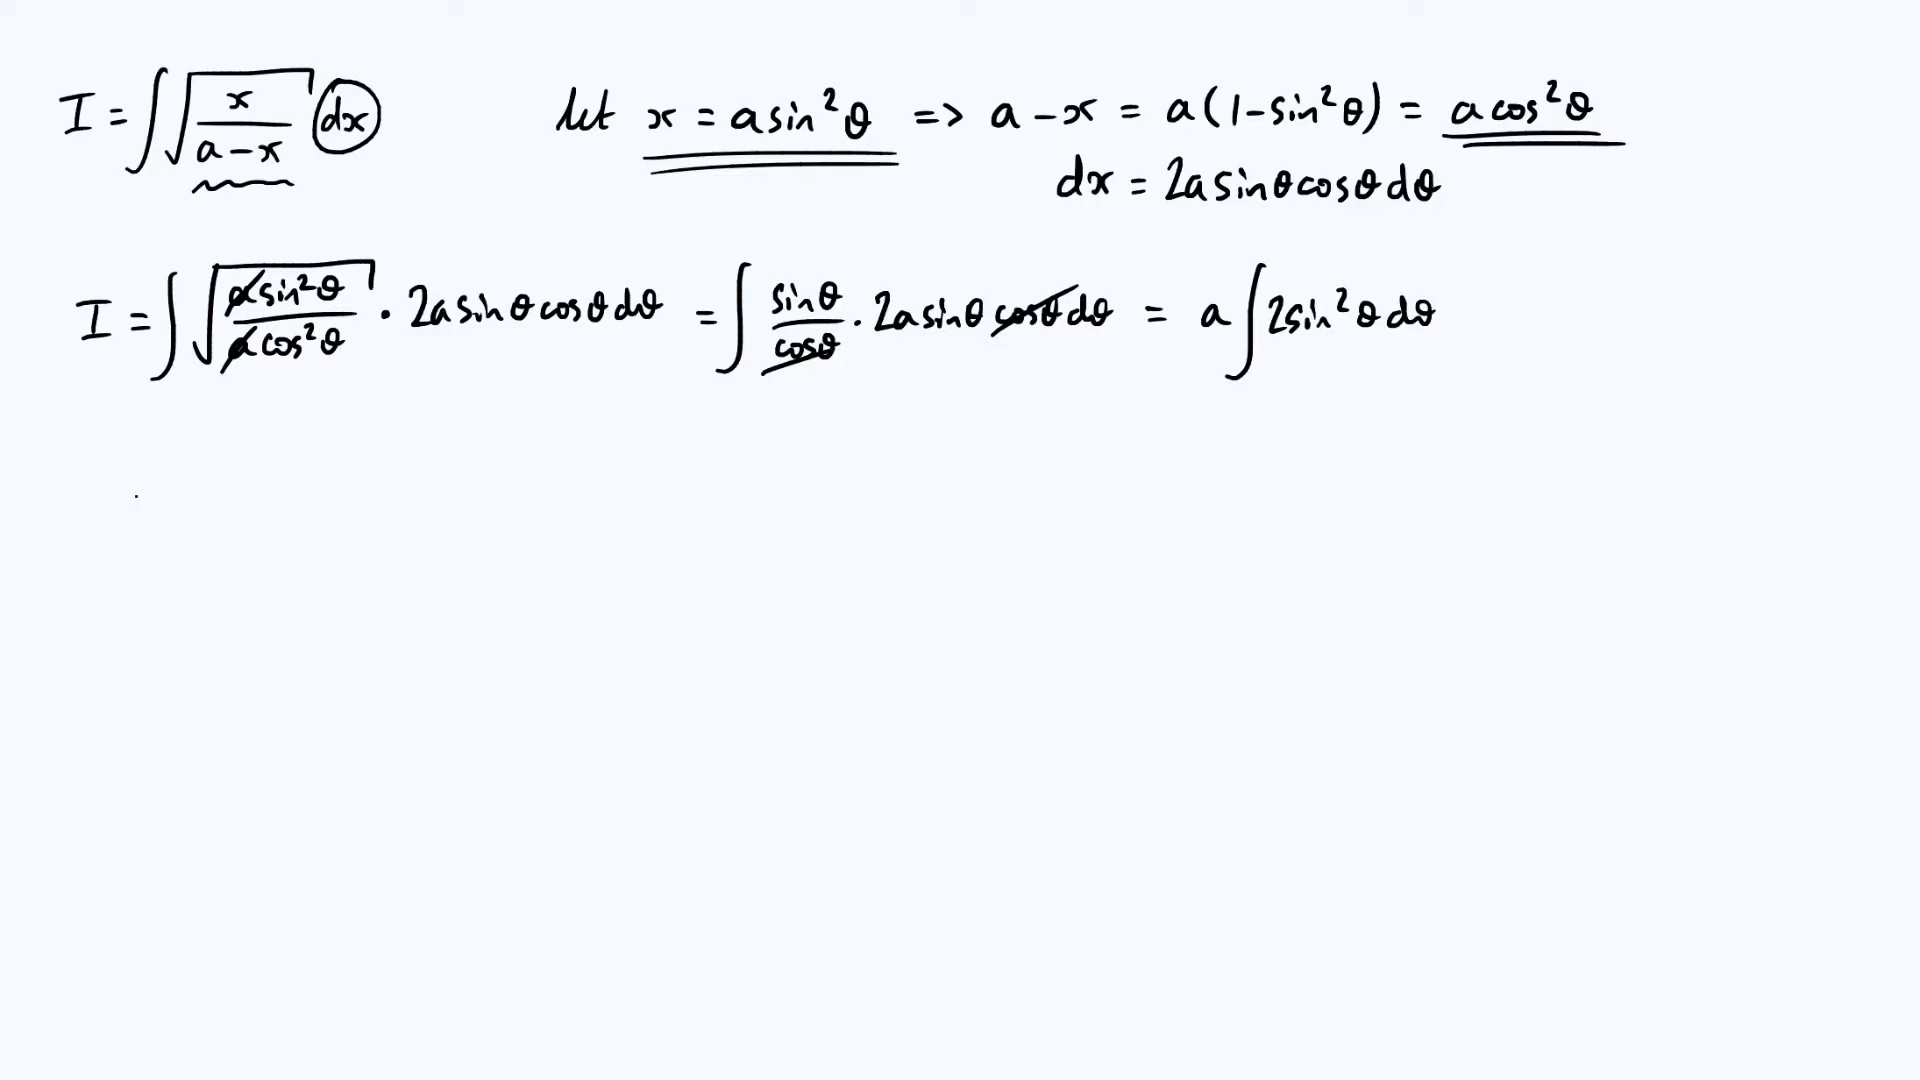 I = ∫√(x/(a-x)) dx let x = a sin²θ => a-x = a(1-sin²θ) = a cos²θ
dx = 2a sinθ cosθ dθ
I = ∫√(a sin²θ/a cos²θ) · 2a sinθ cosθ dθ = ∫ sinθ/cosθ · 2a sinθ cosθ dθ = a∫2sin²θ dθ